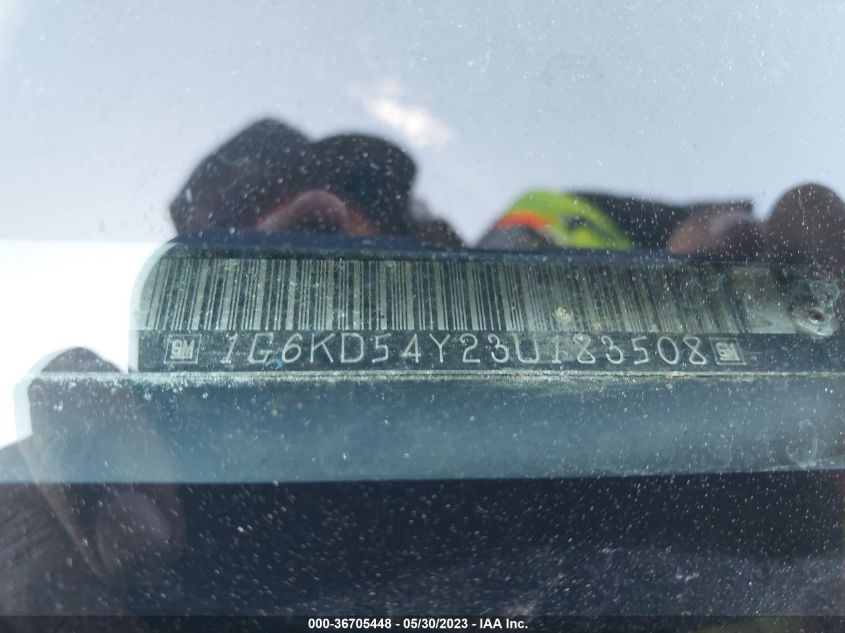 GM 1G6KD54Y23U183508 GM
000-36705448 - 05/30/2023 - IAA Inc.